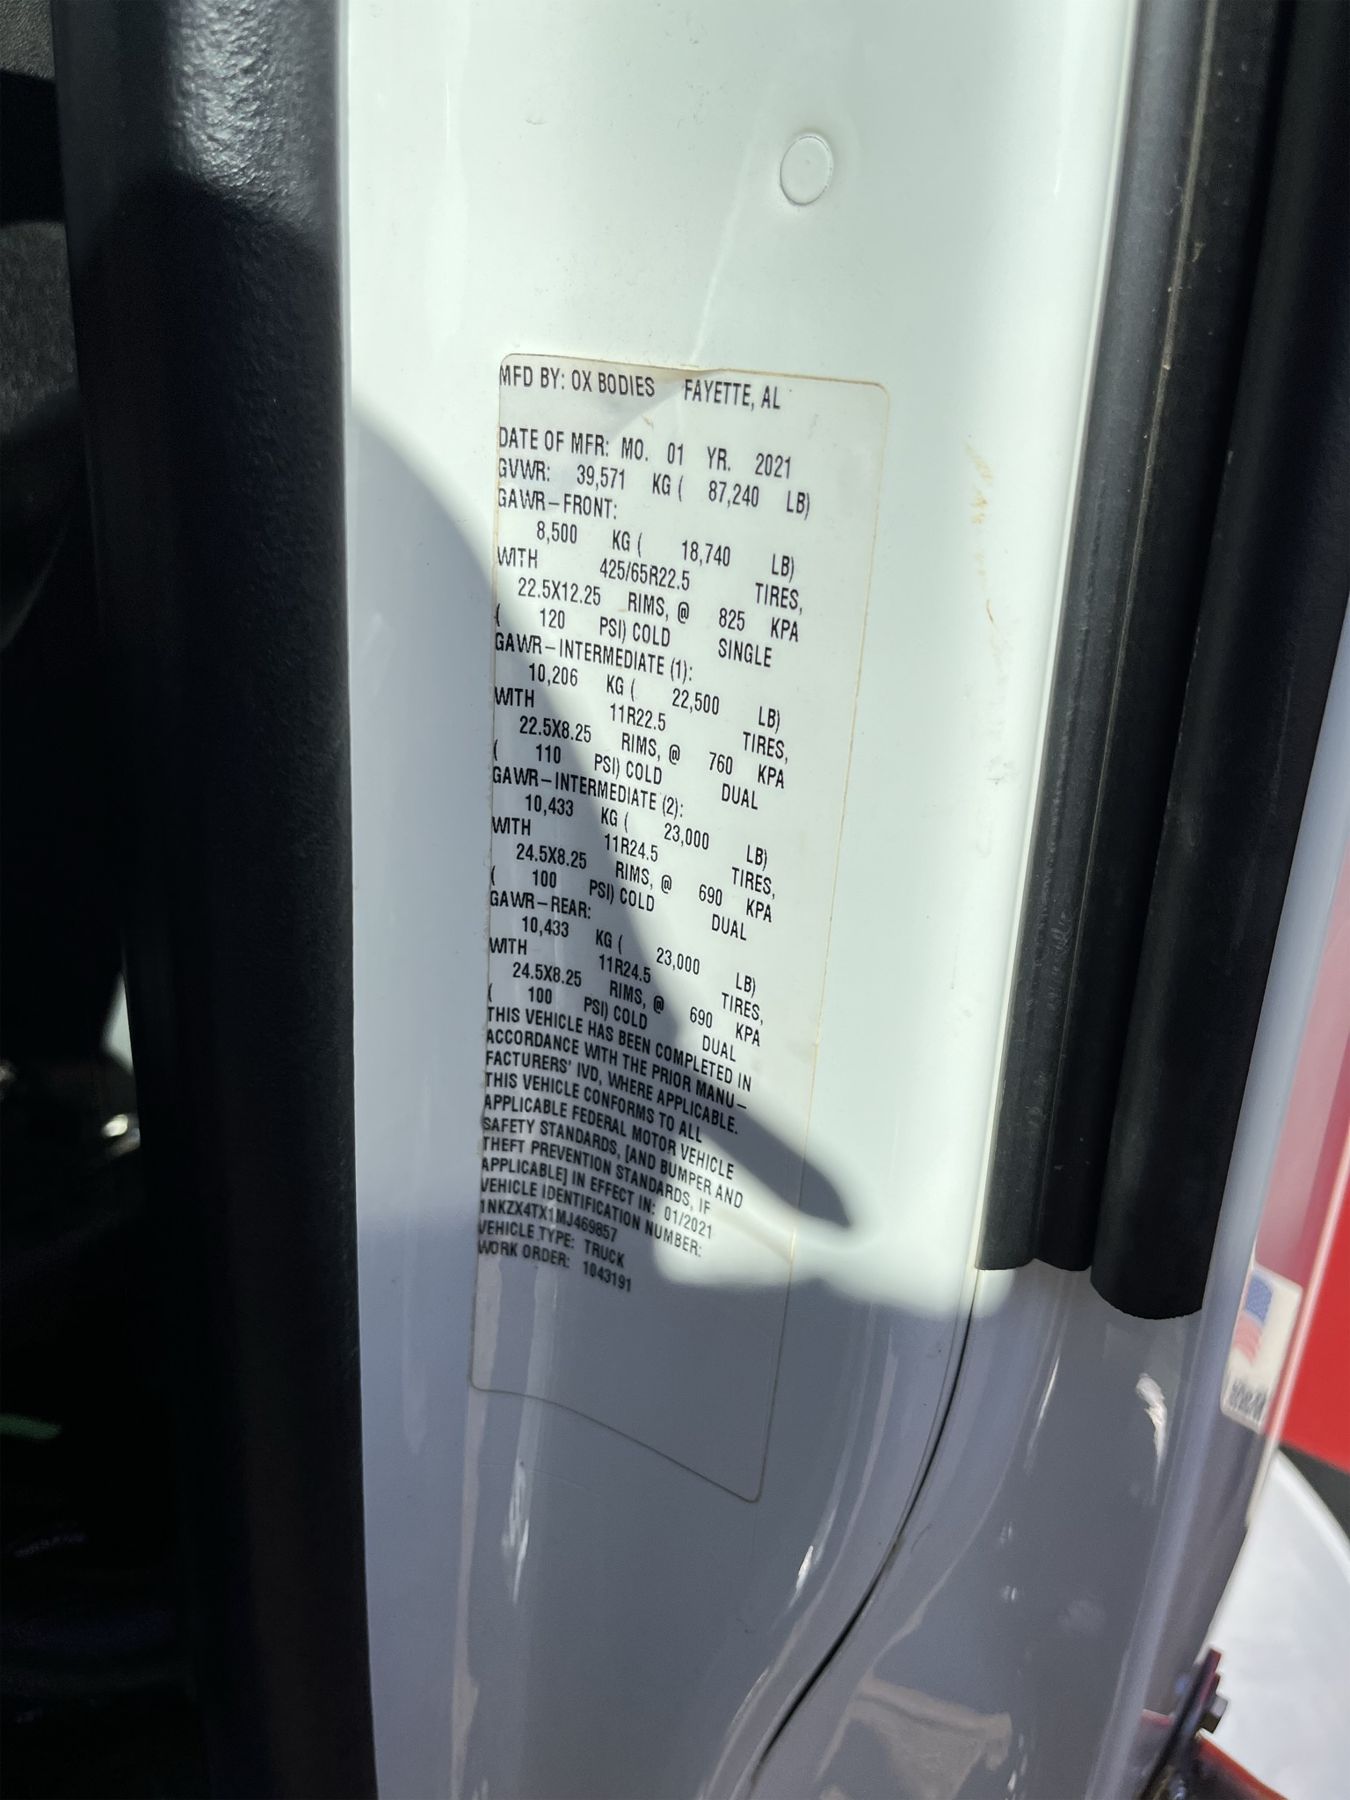 MFD BY: OX BODIES FAYETTE, AL
DATE OF MFR: MO. 01 YR. 2021
GVWR: 39,571 KG ( 87,240 LB)
GAWR-FRONT:
8,500 KG ( 18,740 LB)
WITH 425/65R22.5 TIRES,
22.5X12.25 RIMS, @ 825 KPA
( 120 PSI) COLD SINGLE
GAWR-INTERMEDIATE (1):
10,206 KG ( 22,500 LB)
WITH 11R22.5 TIRES,
22.5X8.25 RIMS, @ 760 KPA
( 110 PSI) COLD DUAL
GAWR-INTERMEDIATE (2):
10,433 KG ( 23,000 LB)
WITH 11R24.5 TIRES,
24.5X8.25 RIMS, @ 690 KPA
( 100 PSI) COLD DUAL
GAWR-REAR:
10,433 KG ( 23,000 LB)
WITH 11R24.5 TIRES,
24.5X8.25 RIMS, @ 690 KPA
( 100 PSI) COLD DUAL
THIS VEHICLE HAS BEEN COMPLETED IN
ACCORDANCE WITH THE PRIOR MANU-
FACTURERS' IVD, WHERE APPLICABLE.
THIS VEHICLE CONFORMS TO ALL
APPLICABLE FEDERAL MOTOR VEHICLE
SAFETY STANDARDS, [AND BUMPER AND
THEFT PREVENTION STANDARDS, IF
APPLICABLE] IN EFFECT IN: 01/2021
VEHICLE IDENTIFICATION NUMBER:
1NKZX4TX1MJ469857
VEHICLE TYPE: TRUCK
WORK ORDER: 1043191